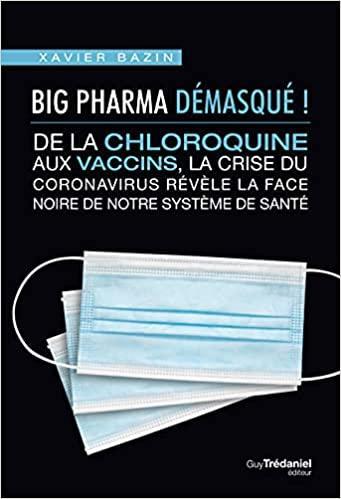 XAVIER BAZIN
BIG PHARMA DÉMASQUÉ !
DE LA CHLOROQUINE
AUX VACCINS, LA CRISE DU
CORONAVIRUS RÉVÈLE LA FACE
NOIRE DE NOTRE SYSTÈME DE SANTÉ
Guy Trédaniel
éditeur